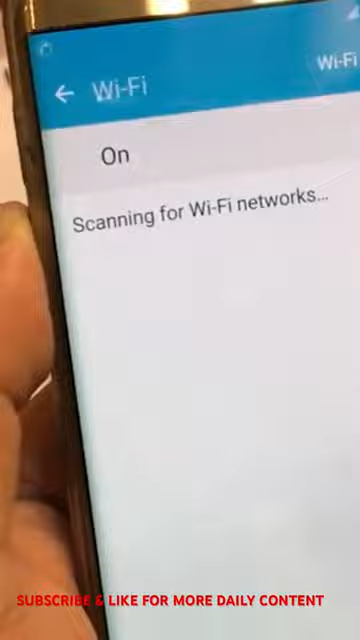 Wi-Fi
Wi-Fi
On
Scanning for Wi-Fi networks...
SUBSCRIBE & LIKE FOR MORE DAILY CONTENT